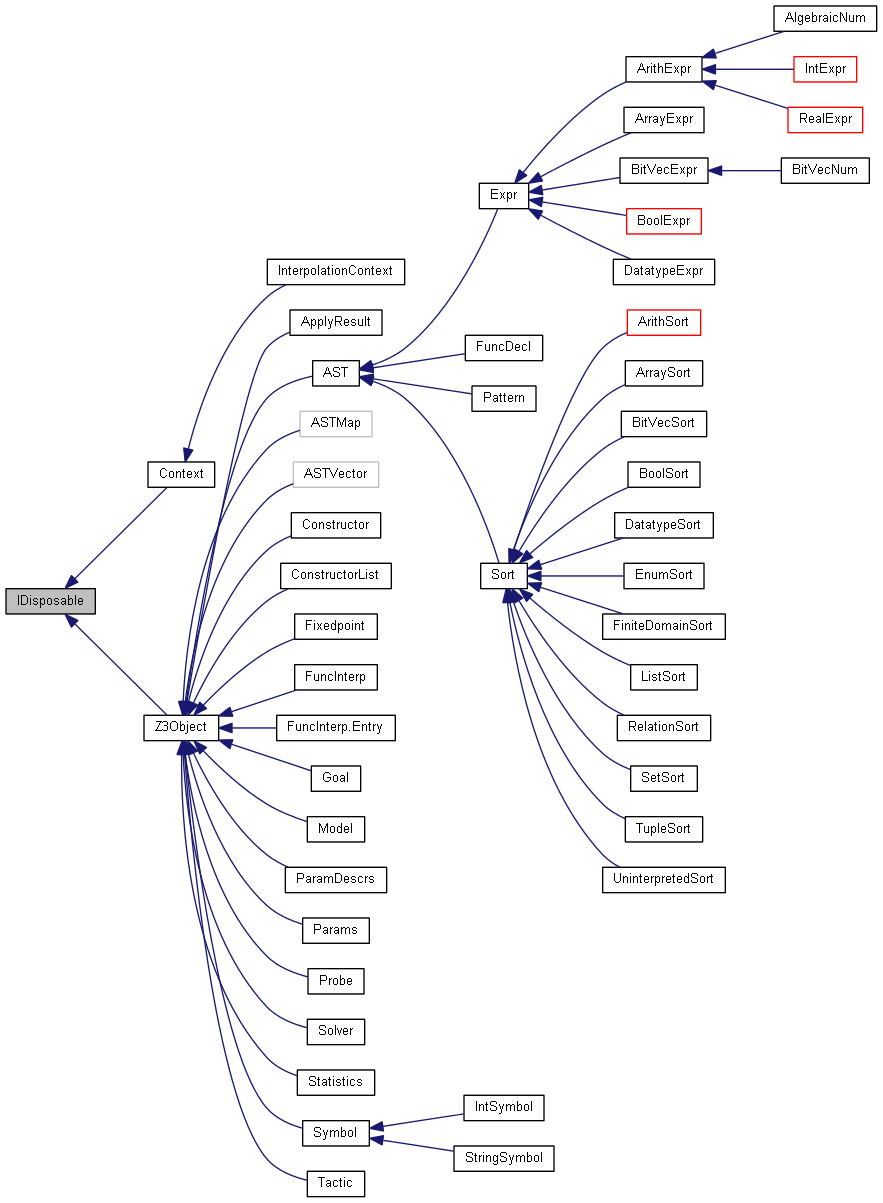 AlgebraicNum
ArithExpr
IntExpr
RealExpr
ArrayExpr
BitVecExpr
BitVecNum
Expr
BoolExpr
DatatypeExpr
InterpolationContext
ApplyResult
ArithSort
FuncDecl
AST
ArraySort
Pattern
ASTMap
BitVecSort
Context
ASTVector
BoolSort
Constructor
DatatypeSort
ConstructorList
Sort
EnumSort
IDisposable
Fixedpoint
FiniteDomainSort
FuncInterp
ListSort
Z3Object
FuncInterp.Entry
RelationSort
Goal
SetSort
Model
TupleSort
ParamDescrs
UninterpretedSort
Params
Probe
Solver
Statistics
IntSymbol
Symbol
StringSymbol
Tactic